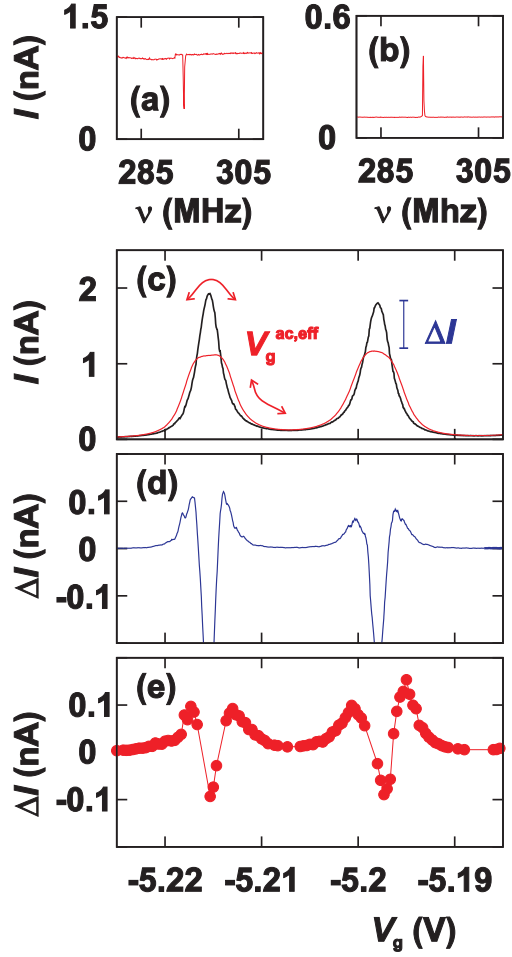 1.5
I (nA)
(a)
0
285
305
ν (MHz)
0.6
(b)
0
285
305
ν (Mhz)
(c)
2
I (nA)
1
0
V_g^ac,eff
ΔI
(d)
0.1
ΔI (nA)
0
-0.1
(e)
0.1
ΔI (nA)
0
-0.1
-5.22
-5.21
-5.2
-5.19
V_g (V)